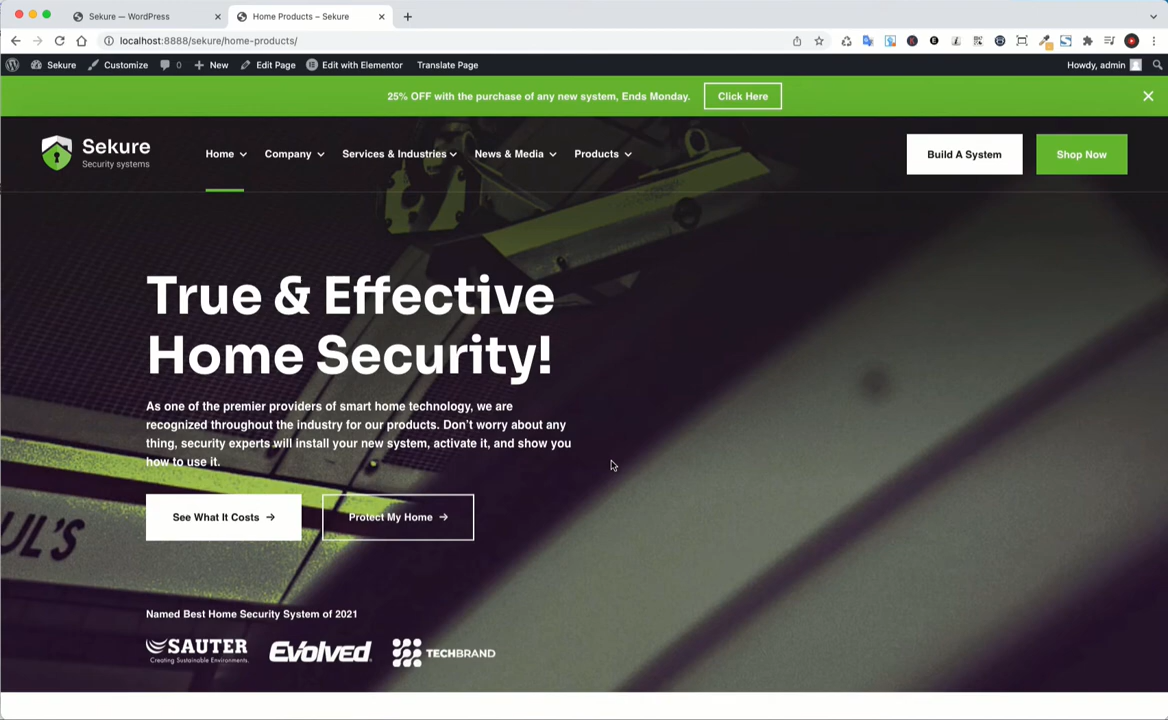 Sekure — WordPress
Home Products – Sekure
localhost:8888/sekure/home-products/
Sekure
Customize
0
New
Edit Page
Edit with Elementor
Translate Page
Howdy, admin
25% OFF with the purchase of any new system, Ends Monday.
Click Here
Sekure
Security systems
Home
Company
Services & Industries
News & Media
Products
Build A System
Shop Now
True & Effective
Home Security!
As one of the premier providers of smart home technology, we are
recognized throughout the industry for our products. Don't worry about any
thing, security experts will install your new system, activate it, and show you
how to use it.
See What It Costs →
Protect My Home →
UL'S
Named Best Home Security System of 2021
SAUTER
Creating Sustainable Environments.
Evolved
TECHBRAND